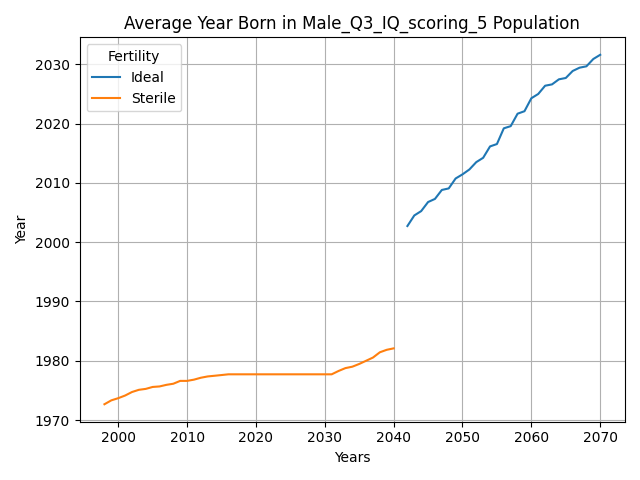 Average Year Born in Male_Q3_IQ_scoring_5 Population
Fertility
Ideal
Sterile
2030
2020
2010
2000
1990
1980
1970
Year
2000 2010 2020 2030 2040 2050 2060 2070
Years